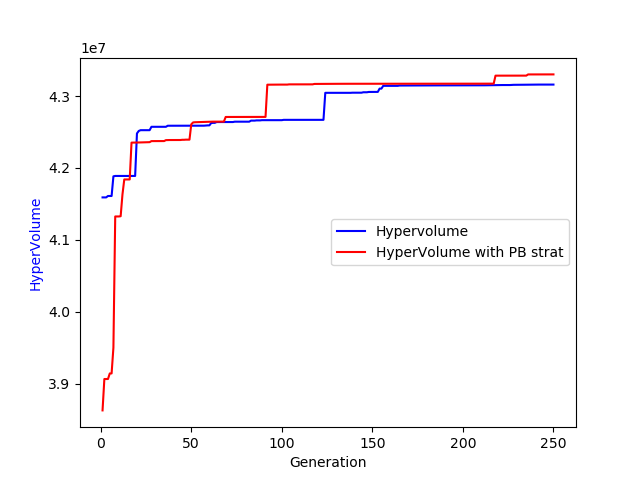 1e7
4.3
4.2
4.1
4.0
3.9
HyperVolume
Hypervolume
HyperVolume with PB strat
0 50 100 150 200 250
Generation